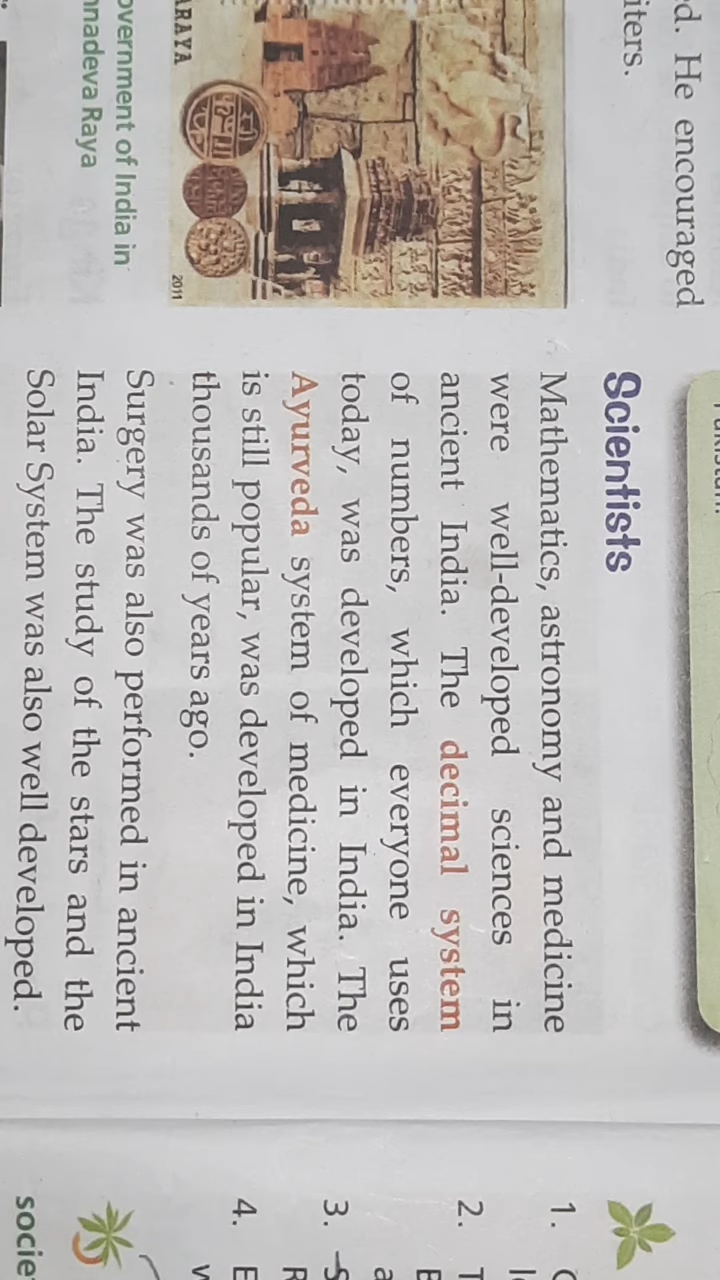 ed. He encouraged
iters.
ARAYA
2011
overnment of India in
nnadeva Raya
Scientists
Mathematics, astronomy and medicine
were well-developed sciences in
ancient India. The decimal system
of numbers, which everyone uses
today, was developed in India. The
Ayurveda system of medicine, which
is still popular, was developed in India
thousands of years ago.
Surgery was also performed in ancient
India. The study of the stars and the
Solar System was also well developed.
1.
2.
3.
4.
socie